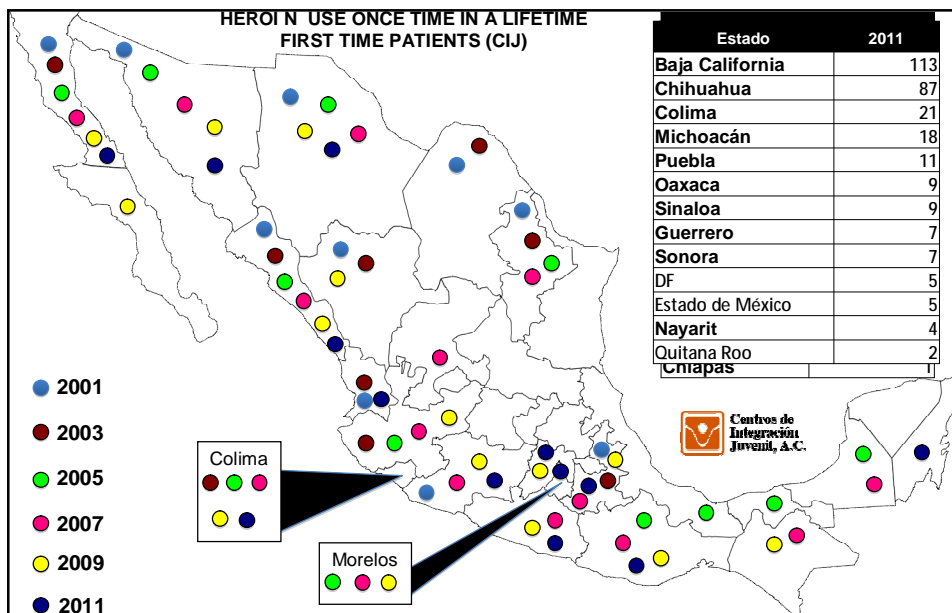 HEROI N USE ONCE TIME IN A LIFETIME
FIRST TIME PATIENTS (CIJ)
Estado 2011
Baja California 113
Chihuahua 87
Colima 21
Michoacán 18
Puebla 11
Oaxaca 9
Sinaloa 9
Guerrero 7
Sonora 7
DF 5
Estado de México 5
Nayarit 4
Quitana Roo 2
Chiapas 1
Centros de
Integración
Juvenil, A.C.
2001
2003
2005
2007
2009
2011
Colima
Morelos